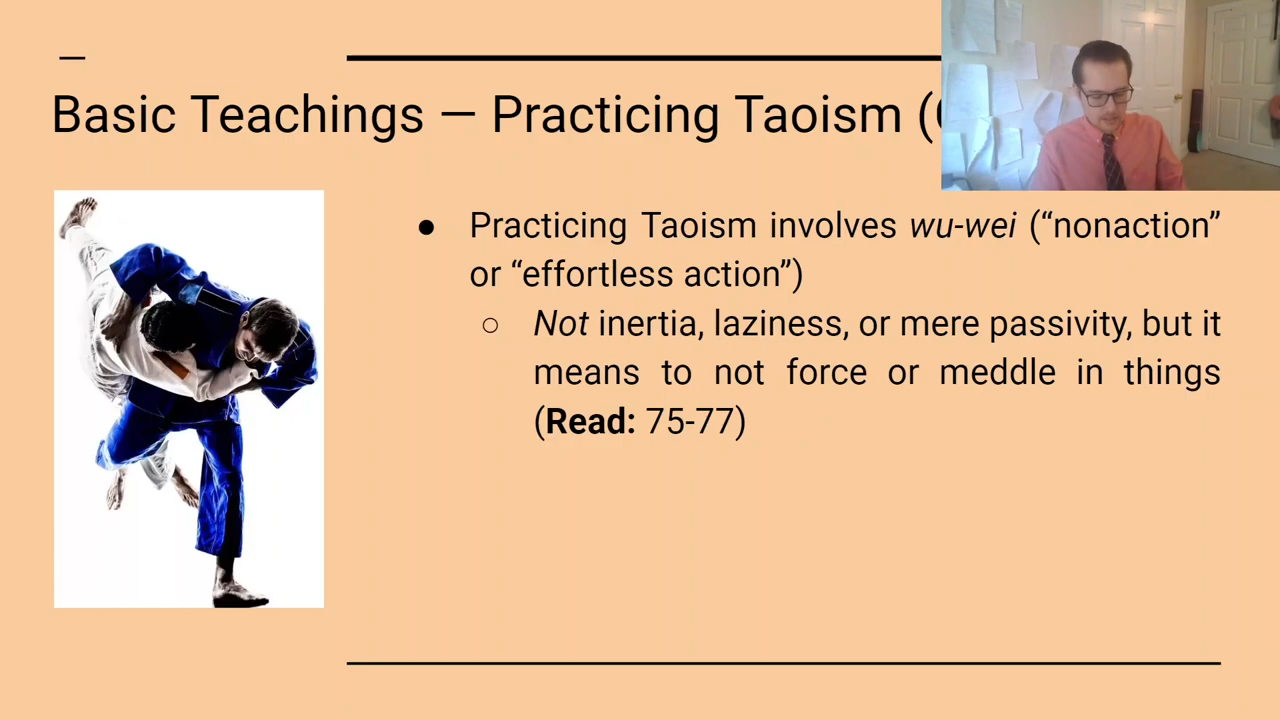 Basic Teachings — Practicing Taoism (
● Practicing Taoism involves wu-wei (“nonaction”
or “effortless action”)
○ Not inertia, laziness, or mere passivity, but it
means to not force or meddle in things
(Read: 75-77)